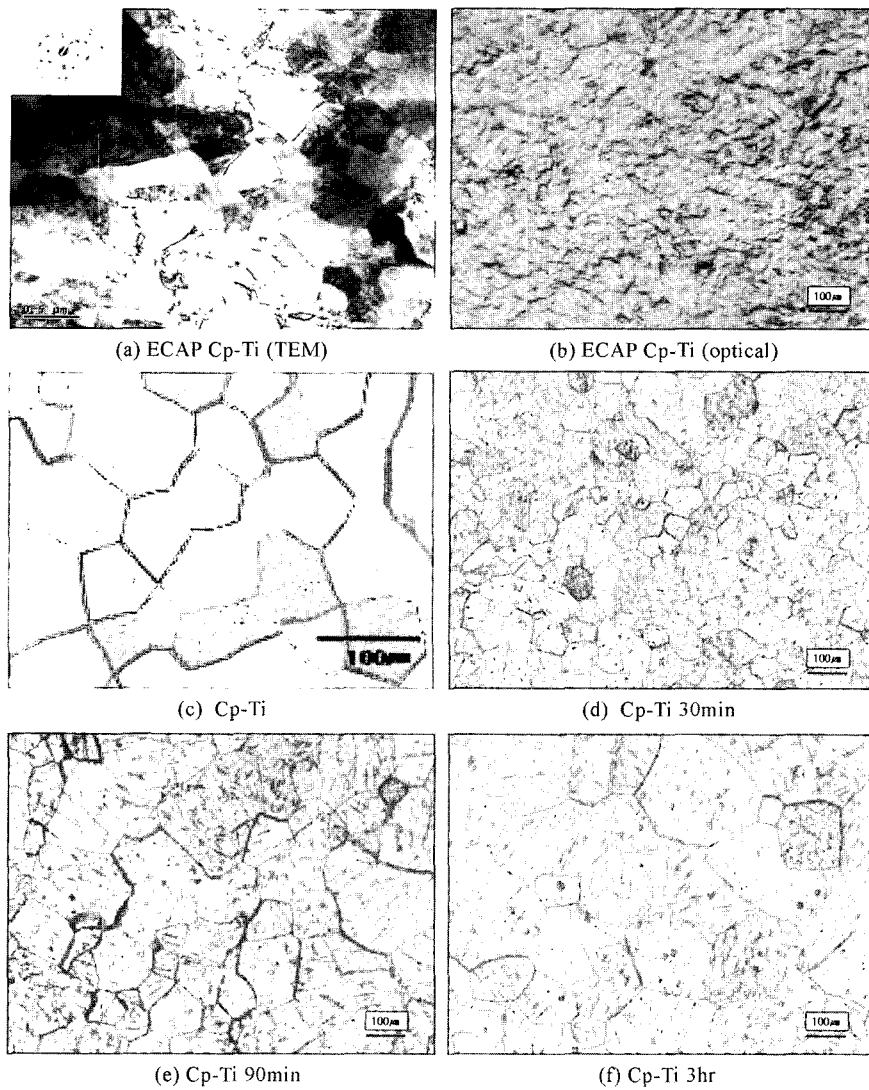 (a) ECAP Cp-Ti (TEM)
100㎛
(b) ECAP Cp-Ti (optical)
100㎛
(c) Cp-Ti
100㎛
(d) Cp-Ti 30min
100㎛
(e) Cp-Ti 90min
100㎛
(f) Cp-Ti 3hr